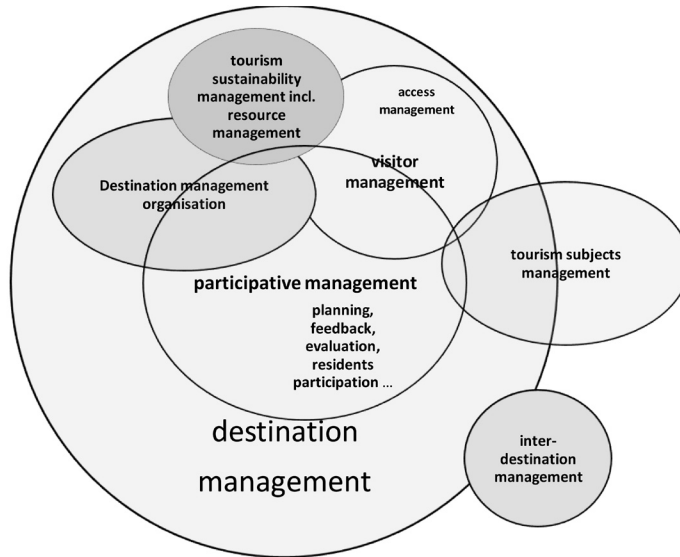 tourism
sustainability
management incl.
resource
management
access
management
visitor
management
Destination management
organisation
tourism subjects
management
participative management
planning,
feedback,
evaluation,
residents
participation ...
destination
management
inter-
destination
management